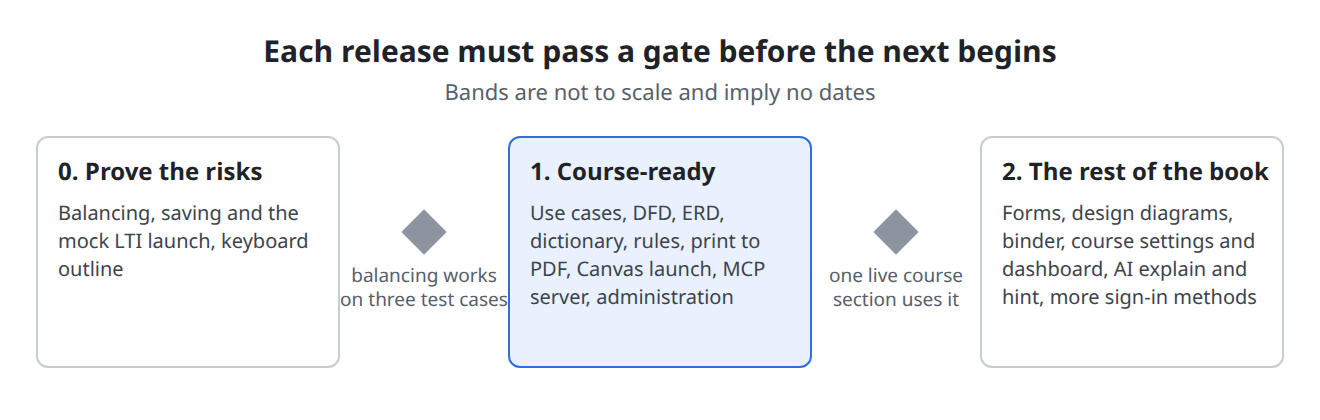 Each release must pass a gate before the next begins
Bands are not to scale and imply no dates
0. Prove the risks
Balancing, saving and the
mock LTI launch, keyboard
outline
balancing works
on three test cases
1. Course-ready
Use cases, DFD, ERD,
dictionary, rules, print to
PDF, Canvas launch, MCP
server, administration
one live course
section uses it
2. The rest of the book
Forms, design diagrams,
binder, course settings and
dashboard, AI explain and
hint, more sign-in methods